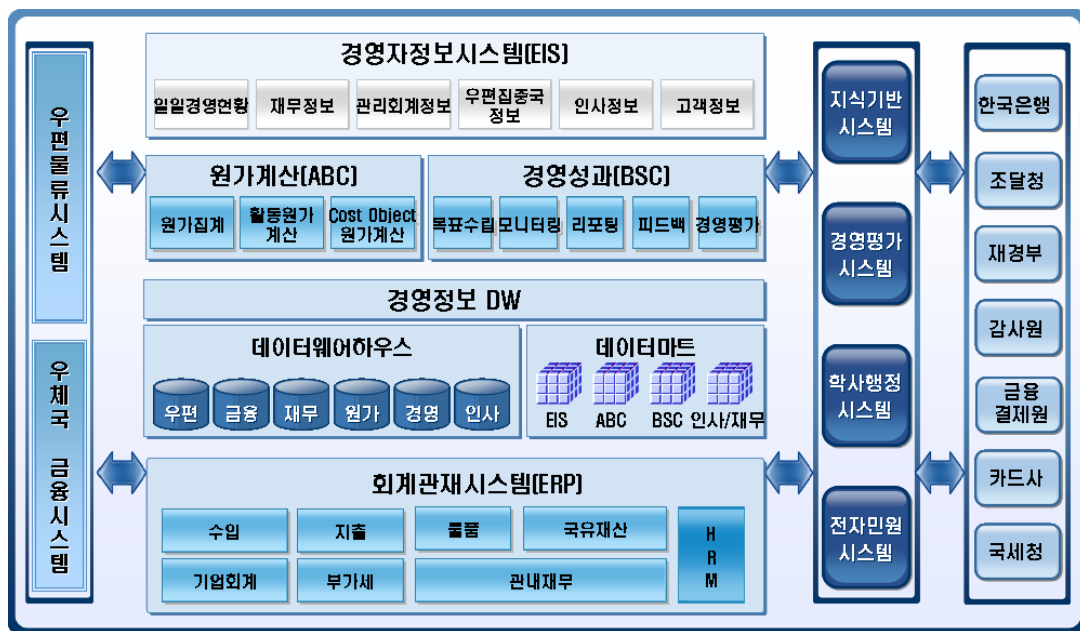 우편물류시스템
우체국 금융시스템
경영자정보시스템(EIS)
일일경영현황
재무정보
관리회계정보
우편집중국
정보
인사정보
고객정보
원가계산(ABC)
원가집계
활동원가
계산
Cost Object
원가계산
경영성과(BSC)
목표수립
모니터링
리포팅
피드백
경영평가
경영정보 DW
데이터웨어하우스
우편
금융
재무
원가
경영
인사
데이터마트
EIS
ABC
BSC
인사/재무
회계관재시스템(ERP)
수입
지출
물품
국유재산
기업회계
부가세
관내재무
H
R
M
지식기반
시스템
경영평가
시스템
학사행정
시스템
전자민원
시스템
한국은행
조달청
재경부
감사원
금융
결제원
카드사
국세청